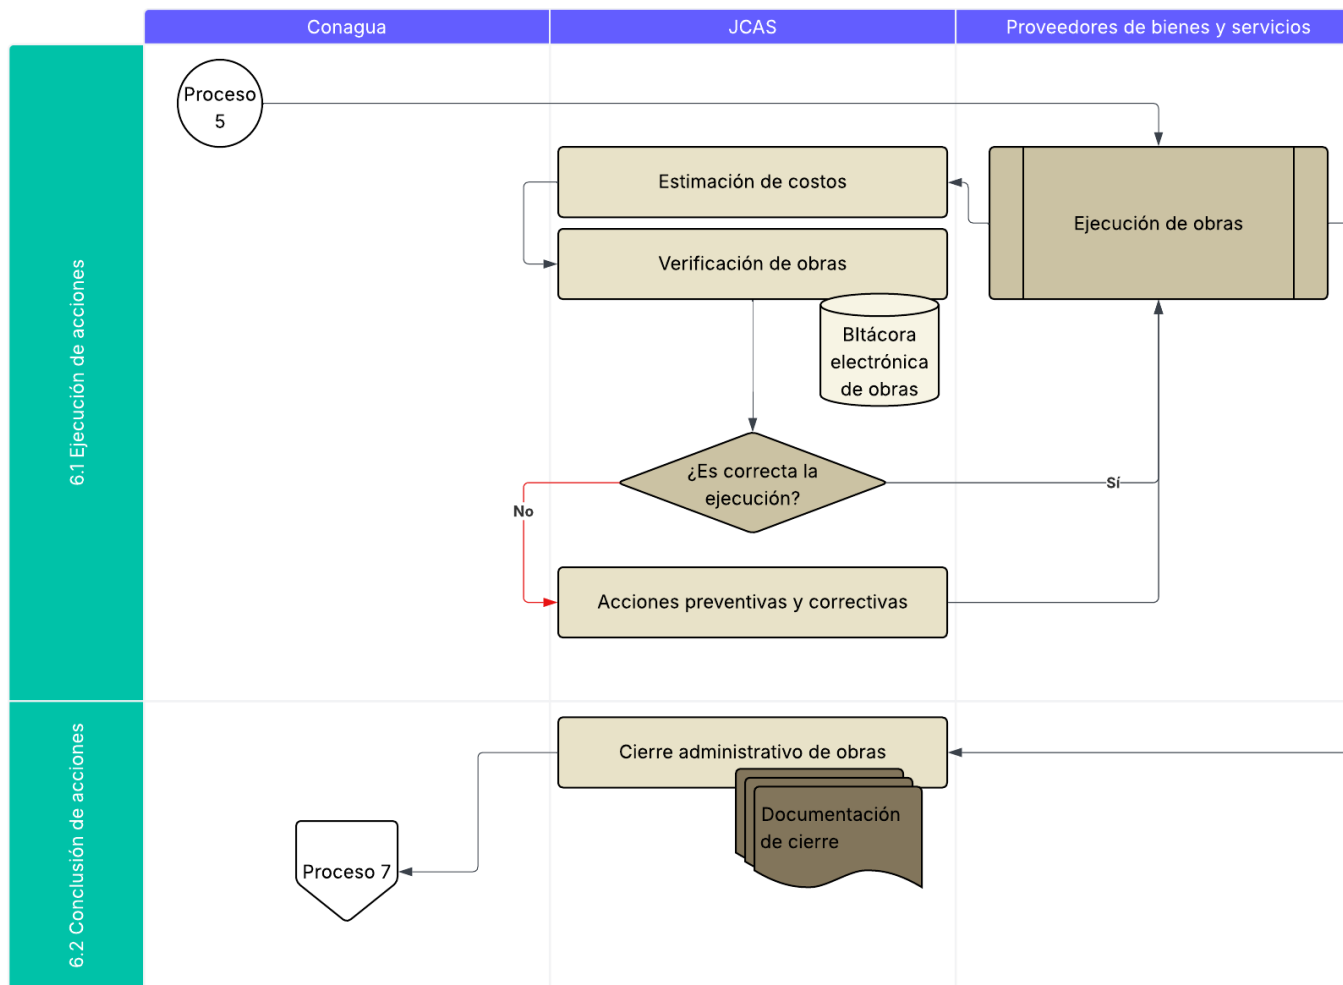 Conagua
JCAS
Proveedores de bienes y servicios
6.1 Ejecución de acciones
Proceso
5
Estimación de costos
Ejecución de obras
Verificación de obras
BItácora
electrónica
de obras
¿Es correcta la
ejecución?
Sí
No
Acciones preventivas y correctivas
6.2 Conclusión de acciones
Cierre administrativo de obras
Documentación
de cierre
Proceso 7